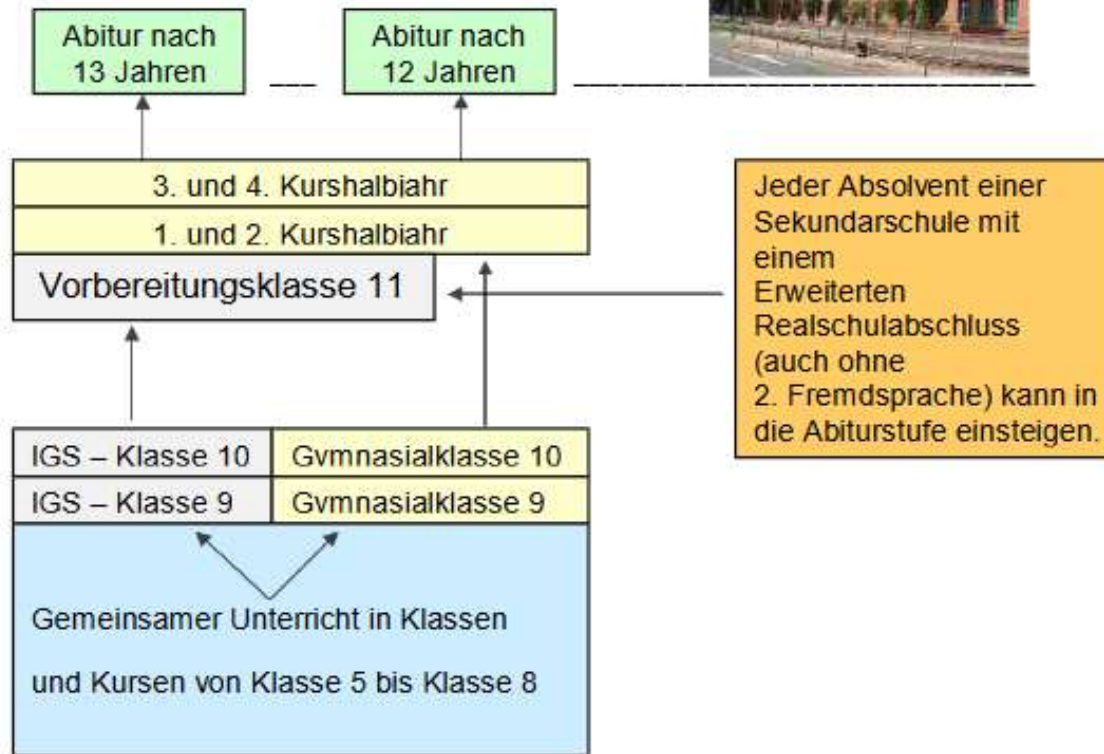 Abitur nach
13 Jahren
Abitur nach
12 Jahren
3. und 4. Kurshalbjahr
1. und 2. Kurshalbjahr
Vorbereitungsklasse 11
Jeder Absolvent einer
Sekundarschule mit
einem
Erweiterten
Realschulabschluss
(auch ohne
2. Fremdsprache) kann in
die Abiturstufe einsteigen.
IGS – Klasse 10
Gymnasialklasse 10
IGS – Klasse 9
Gymnasialklasse 9
Gemeinsamer Unterricht in Klassen
und Kursen von Klasse 5 bis Klasse 8